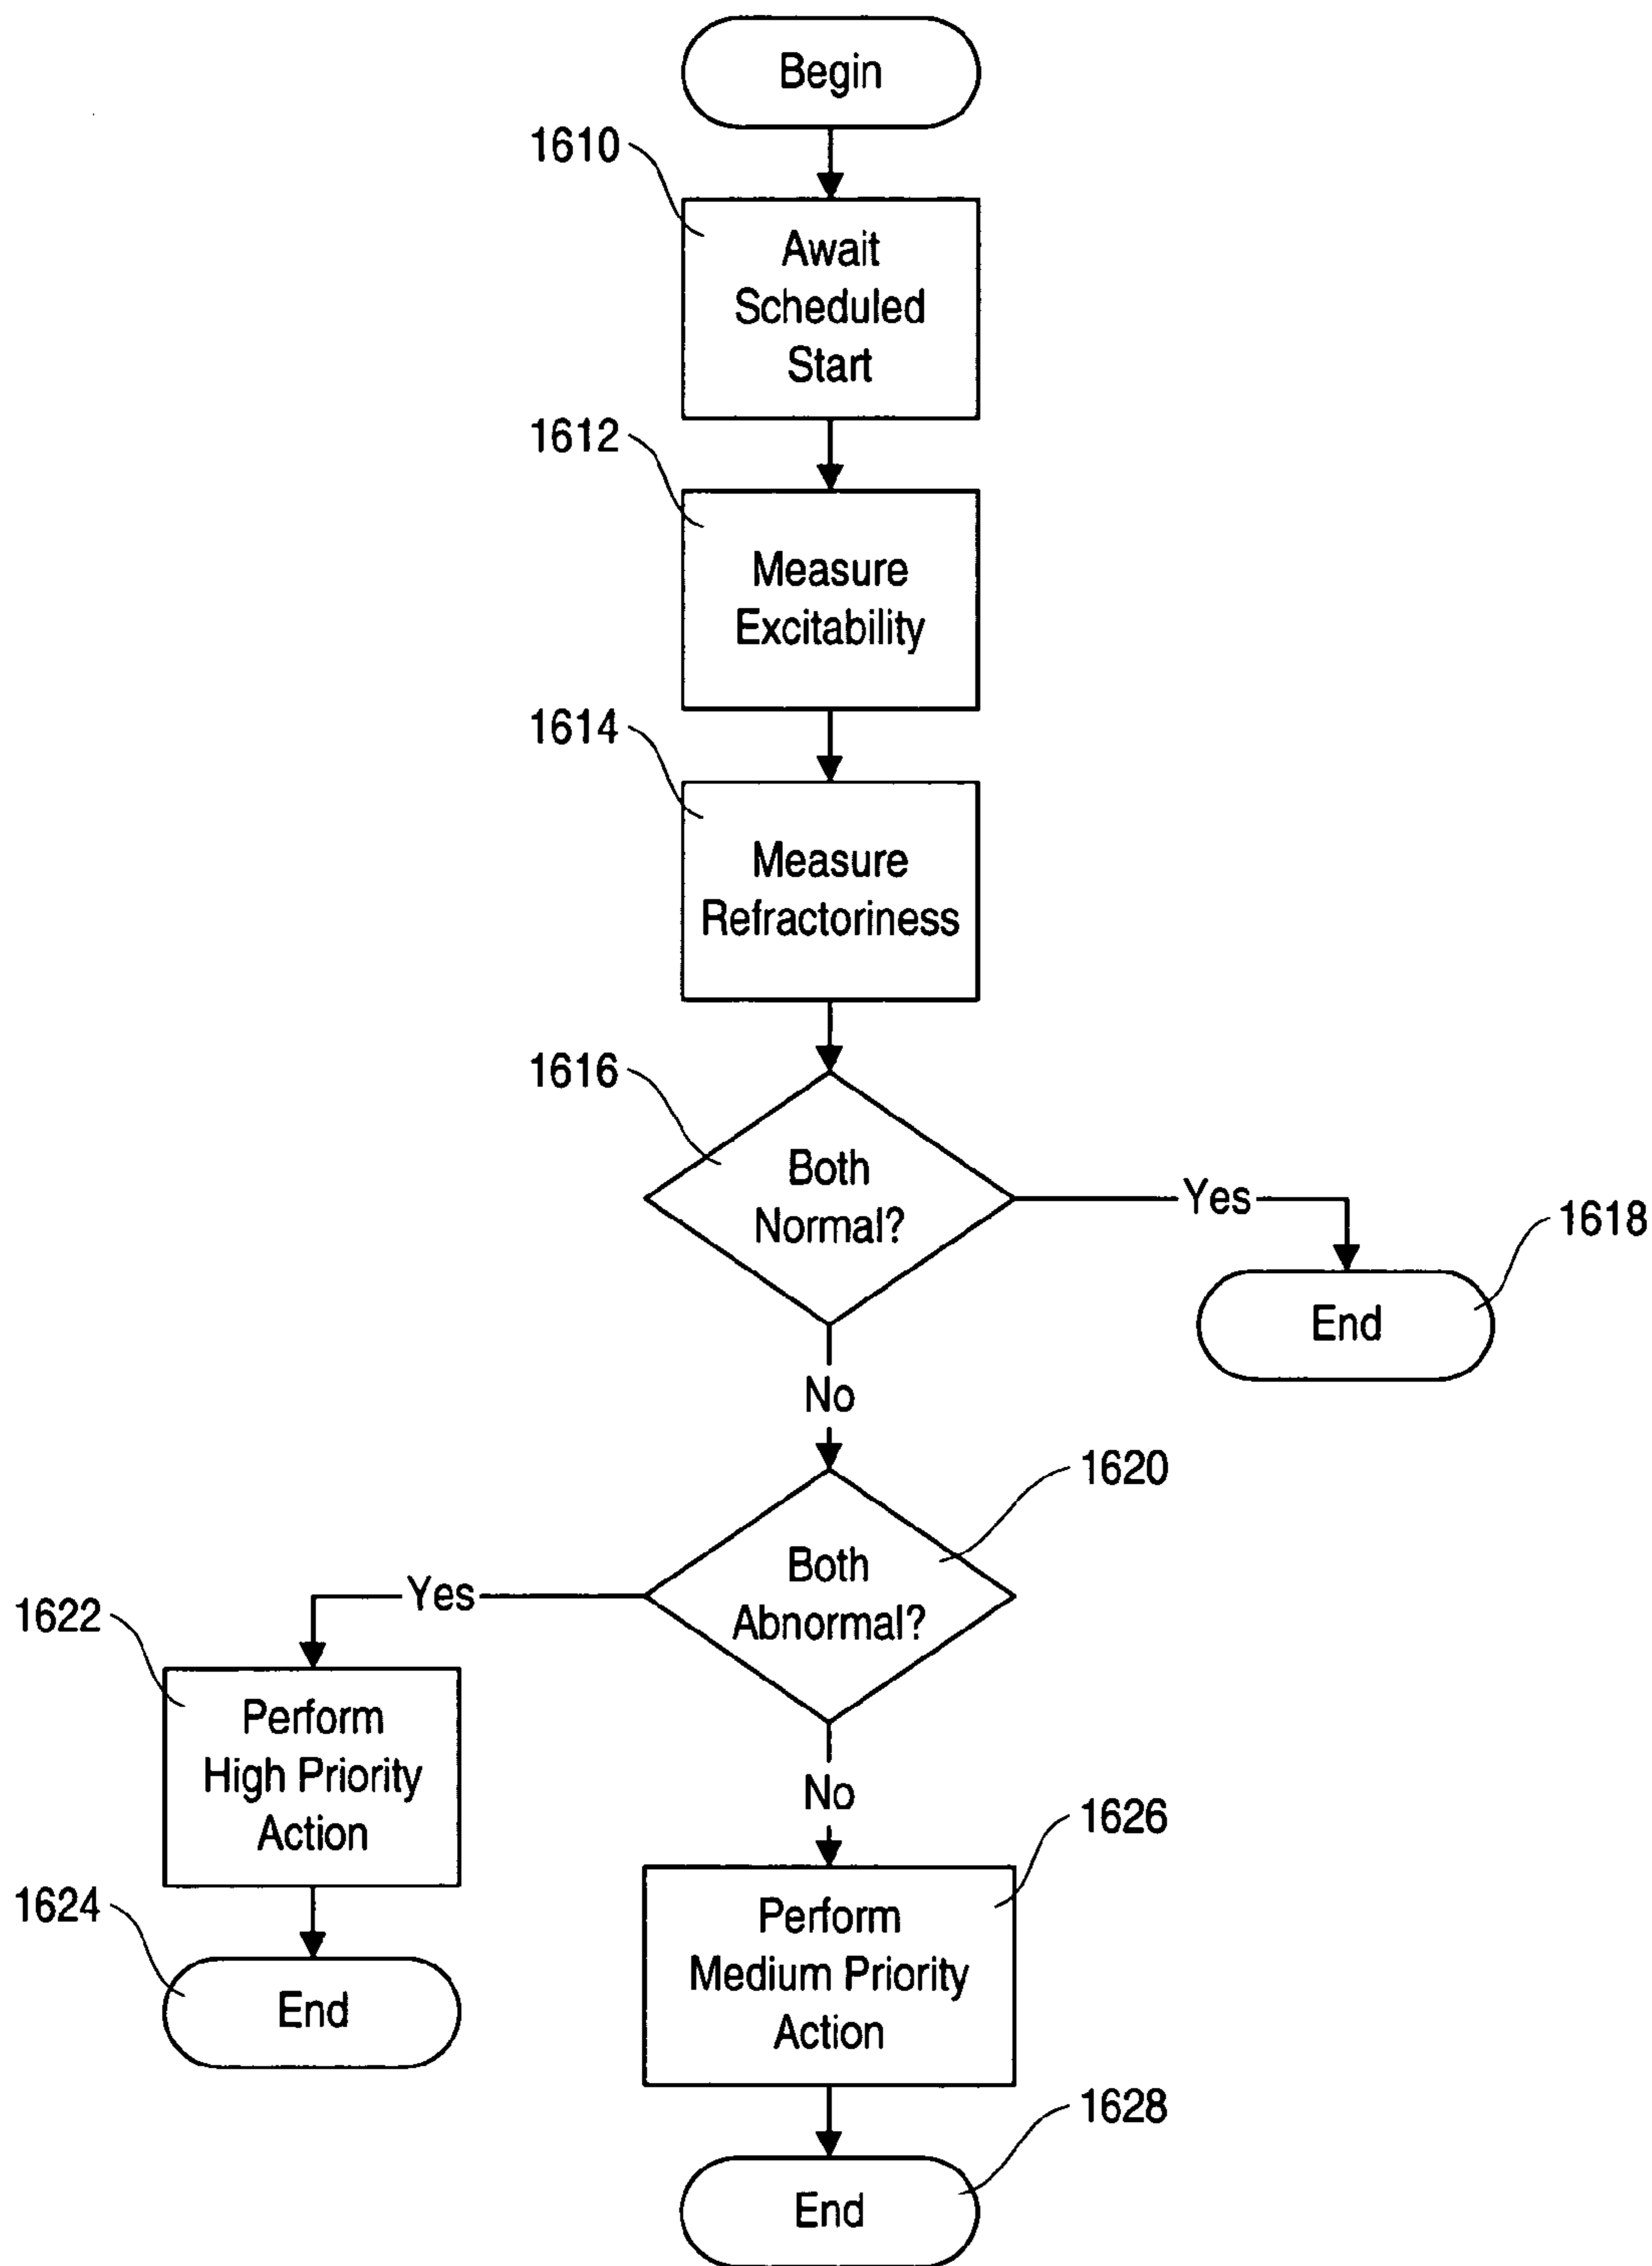 Begin
1610
Await
Scheduled
Start
1612
Measure
Excitability
1614
Measure
Refractoriness
1616
Both
Normal?
Yes
1618
End
No
1620
Both
Abnormal?
Yes
1622
Perform
High Priority
Action
1624
End
No
1626
Perform
Medium Priority
Action
1628
End